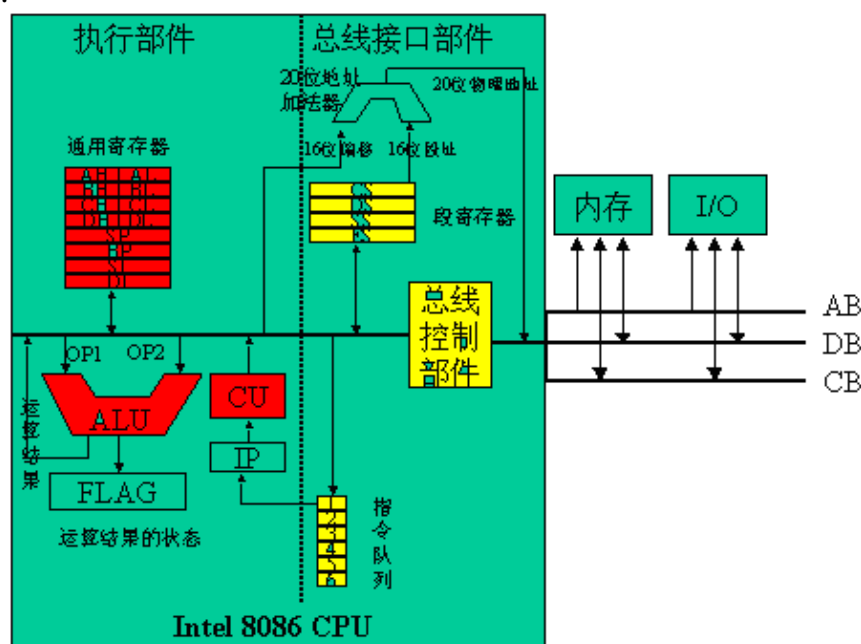 执行部件
总线接口部件
20位地址
加法器
20位物理地址
通用寄存器
16位偏移
16位段址
AH AL
BH BL
CH CL
DH DL
SP
BP
SI
DI
CS
DS
SS
ES
段寄存器
内存
I/O
总线
控制
部件
AB
DB
CB
OP1
OP2
ALU
CU
IP
FLAG
运算结果
运算结果的状态
1
2
3
4
5
6
指令队列
Intel 8086 CPU